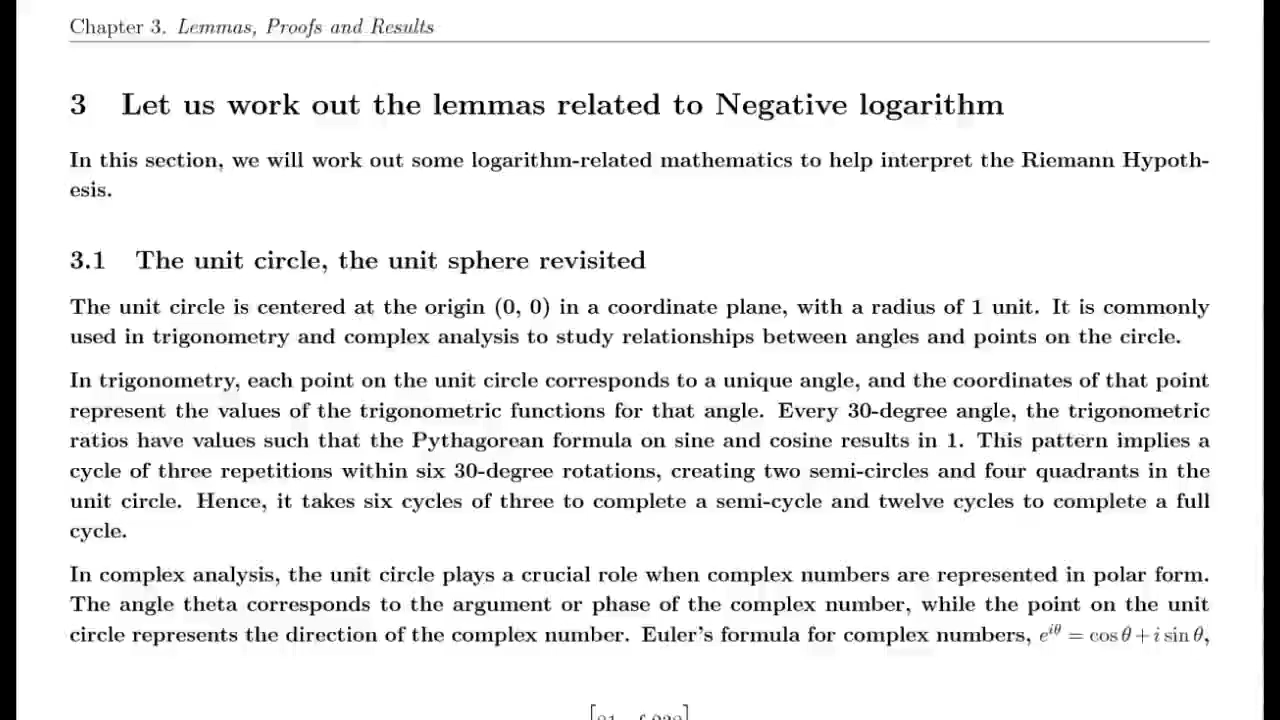 Chapter 3. Lemmas, Proofs and Results
3 Let us work out the lemmas related to Negative logarithm
In this section, we will work out some logarithm-related mathematics to help interpret the Riemann Hypoth-
esis.
3.1 The unit circle, the unit sphere revisited
The unit circle is centered at the origin (0, 0) in a coordinate plane, with a radius of 1 unit. It is commonly
used in trigonometry and complex analysis to study relationships between angles and points on the circle.
In trigonometry, each point on the unit circle corresponds to a unique angle, and the coordinates of that point
represent the values of the trigonometric functions for that angle. Every 30-degree angle, the trigonometric
ratios have values such that the Pythagorean formula on sine and cosine results in 1. This pattern implies a
cycle of three repetitions within six 30-degree rotations, creating two semi-circles and four quadrants in the
unit circle. Hence, it takes six cycles of three to complete a semi-cycle and twelve cycles to complete a full
cycle.
In complex analysis, the unit circle plays a crucial role when complex numbers are represented in polar form.
The angle theta corresponds to the argument or phase of the complex number, while the point on the unit
circle represents the direction of the complex number. Euler's formula for complex numbers, e^{iθ} = cos θ + i sin θ,